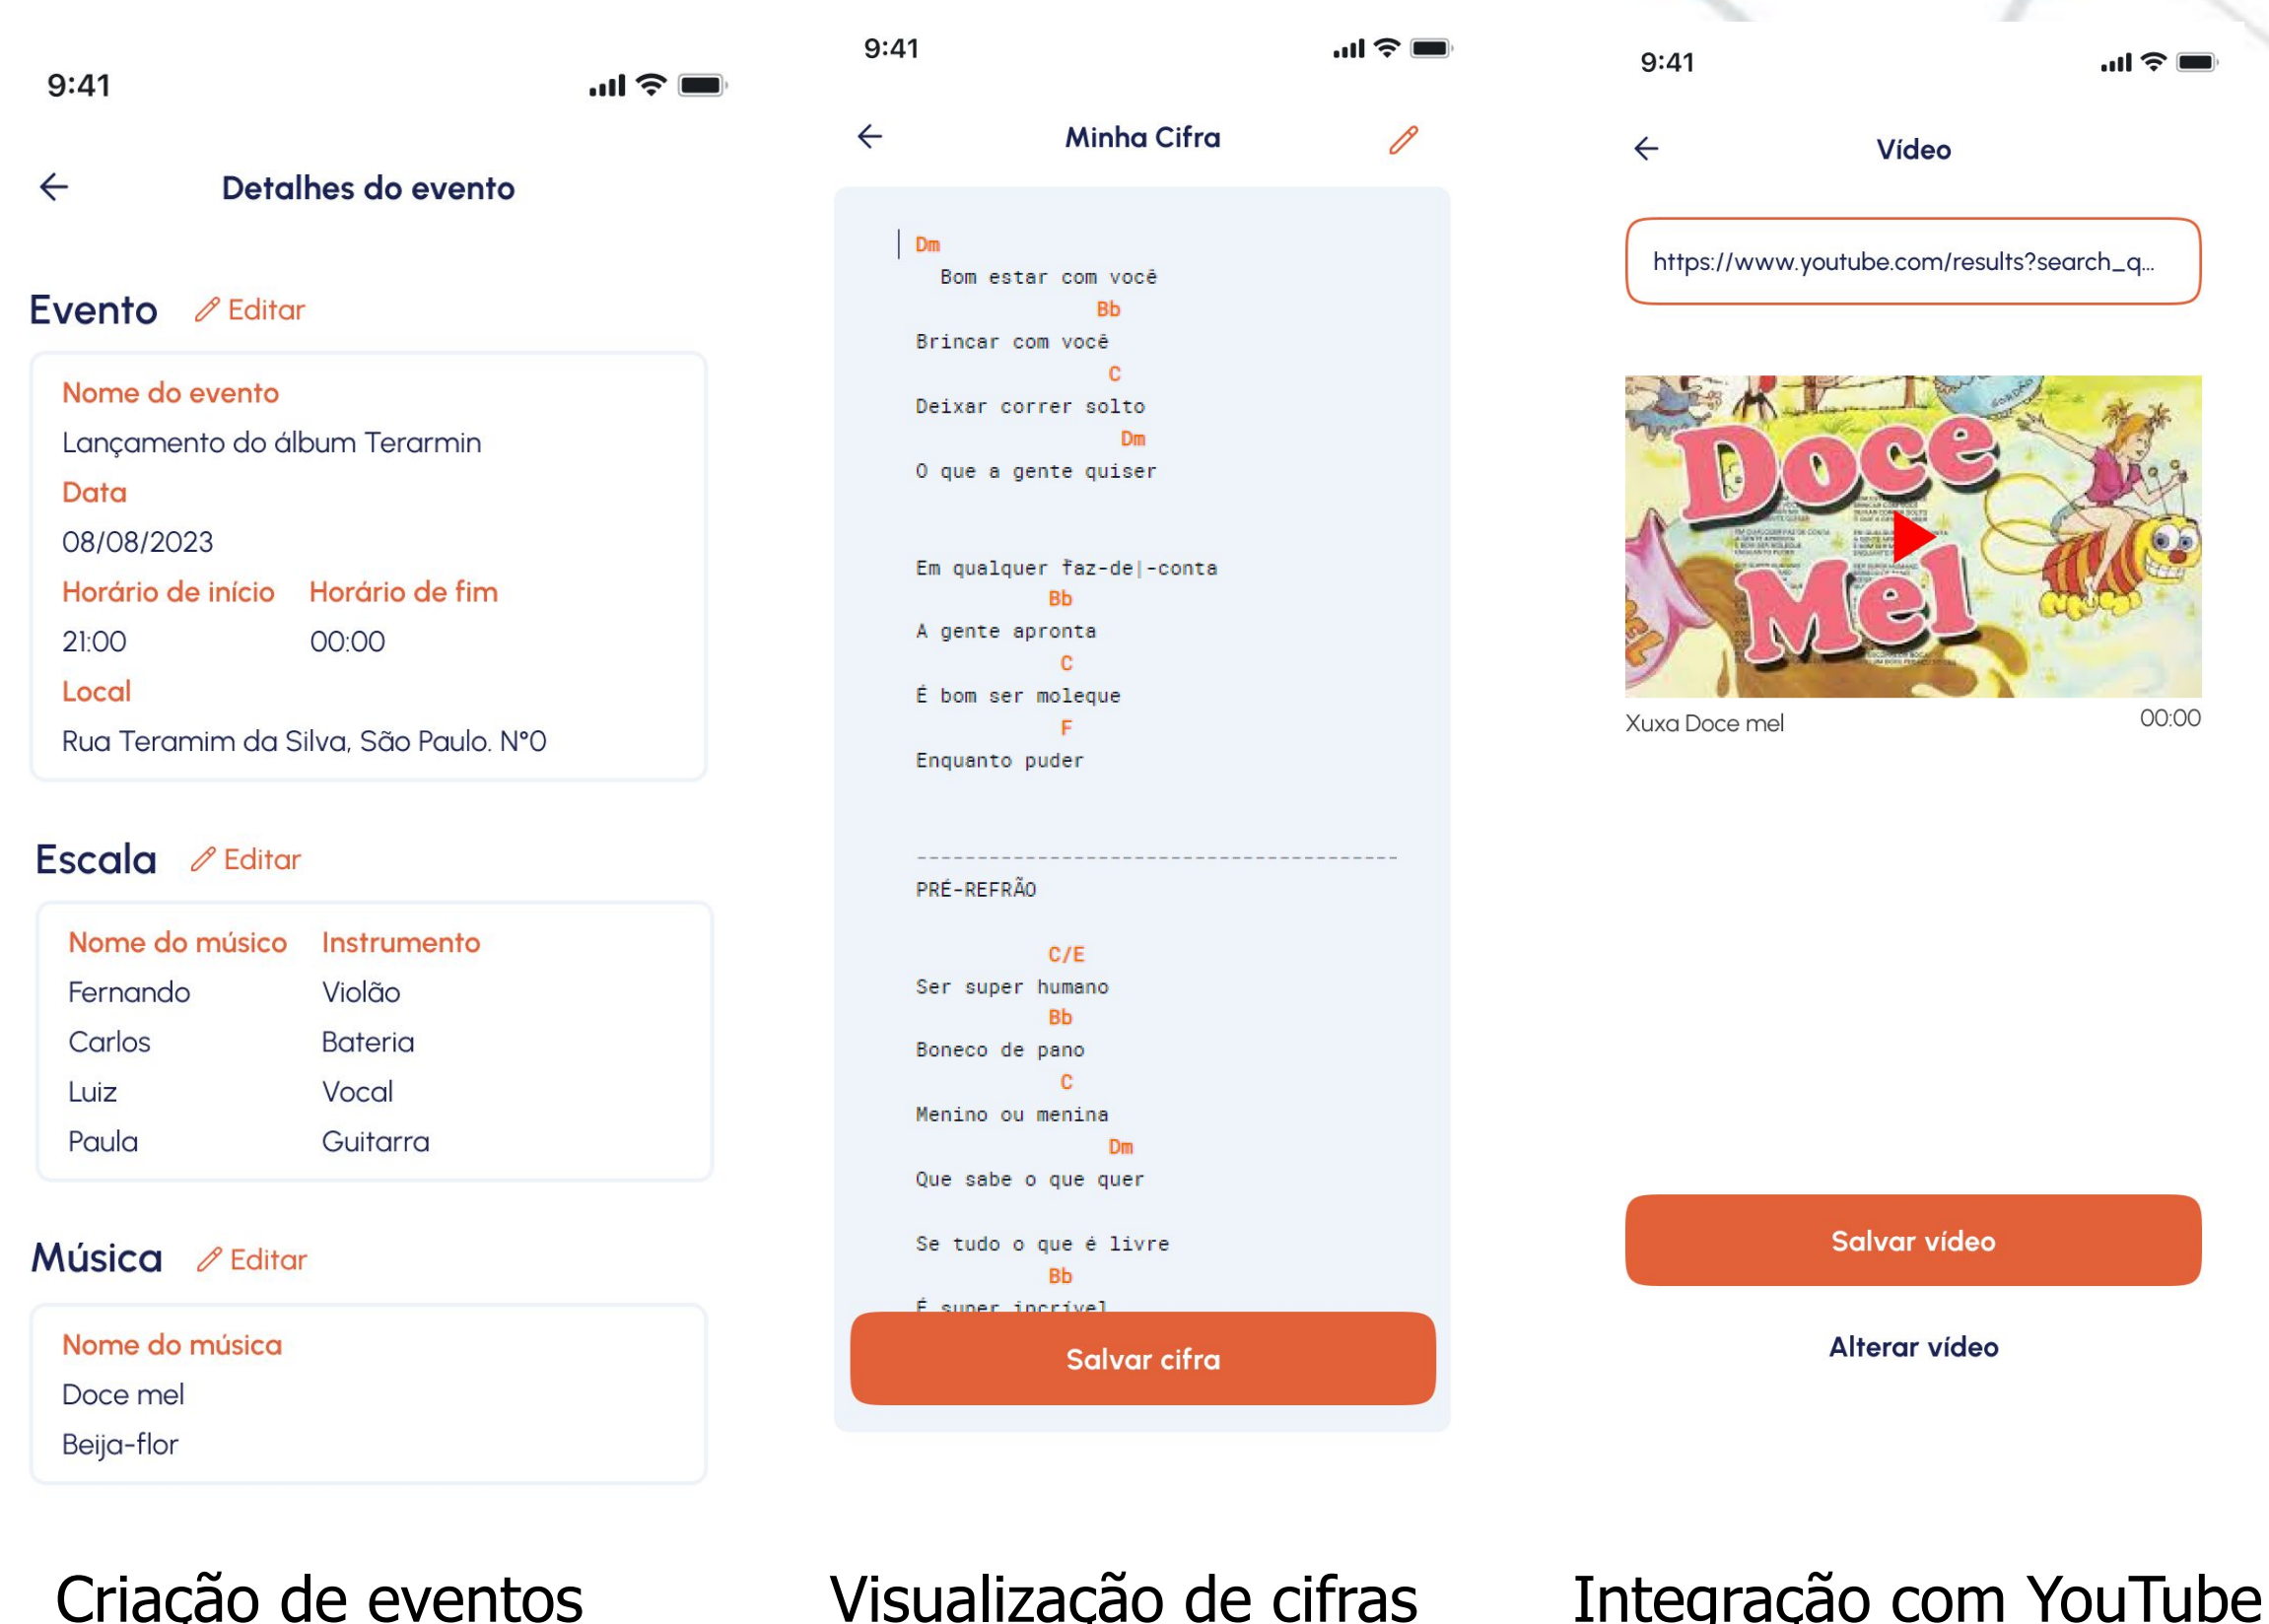 9:41
Detalhes do evento
Evento Editar
Nome do evento
Lançamento do álbum Terarmin
Data
08/08/2023
Horário de início Horário de fim
21:00 00:00
Local
Rua Teramim da Silva, São Paulo. N°0
Escala Editar
Nome do músico Instrumento
Fernando Violão
Carlos Bateria
Luiz Vocal
Paula Guitarra
Música Editar
Nome do música
Doce mel
Beija-flor
Criação de eventos
9:41
Minha Cifra
Dm
Bom estar com você
Bb
Brincar com você
C
Deixar correr solto
Dm
O que a gente quiser
Em qualquer faz-de|-conta
Bb
A gente apronta
C
É bom ser moleque
F
Enquanto puder
----------------------------------------
PRÉ-REFRÃO
C/E
Ser super humano
Bb
Boneco de pano
C
Menino ou menina
Dm
Que sabe o que quer
Se tudo o que é livre
Bb
É super incrível
Salvar cifra
Visualização de cifras
9:41
Vídeo
https://www.youtube.com/results?search_q...
GORDÃO
Doce
Mel
Xuxa Doce mel 00:00
Salvar vídeo
Alterar vídeo
Integração com YouTube